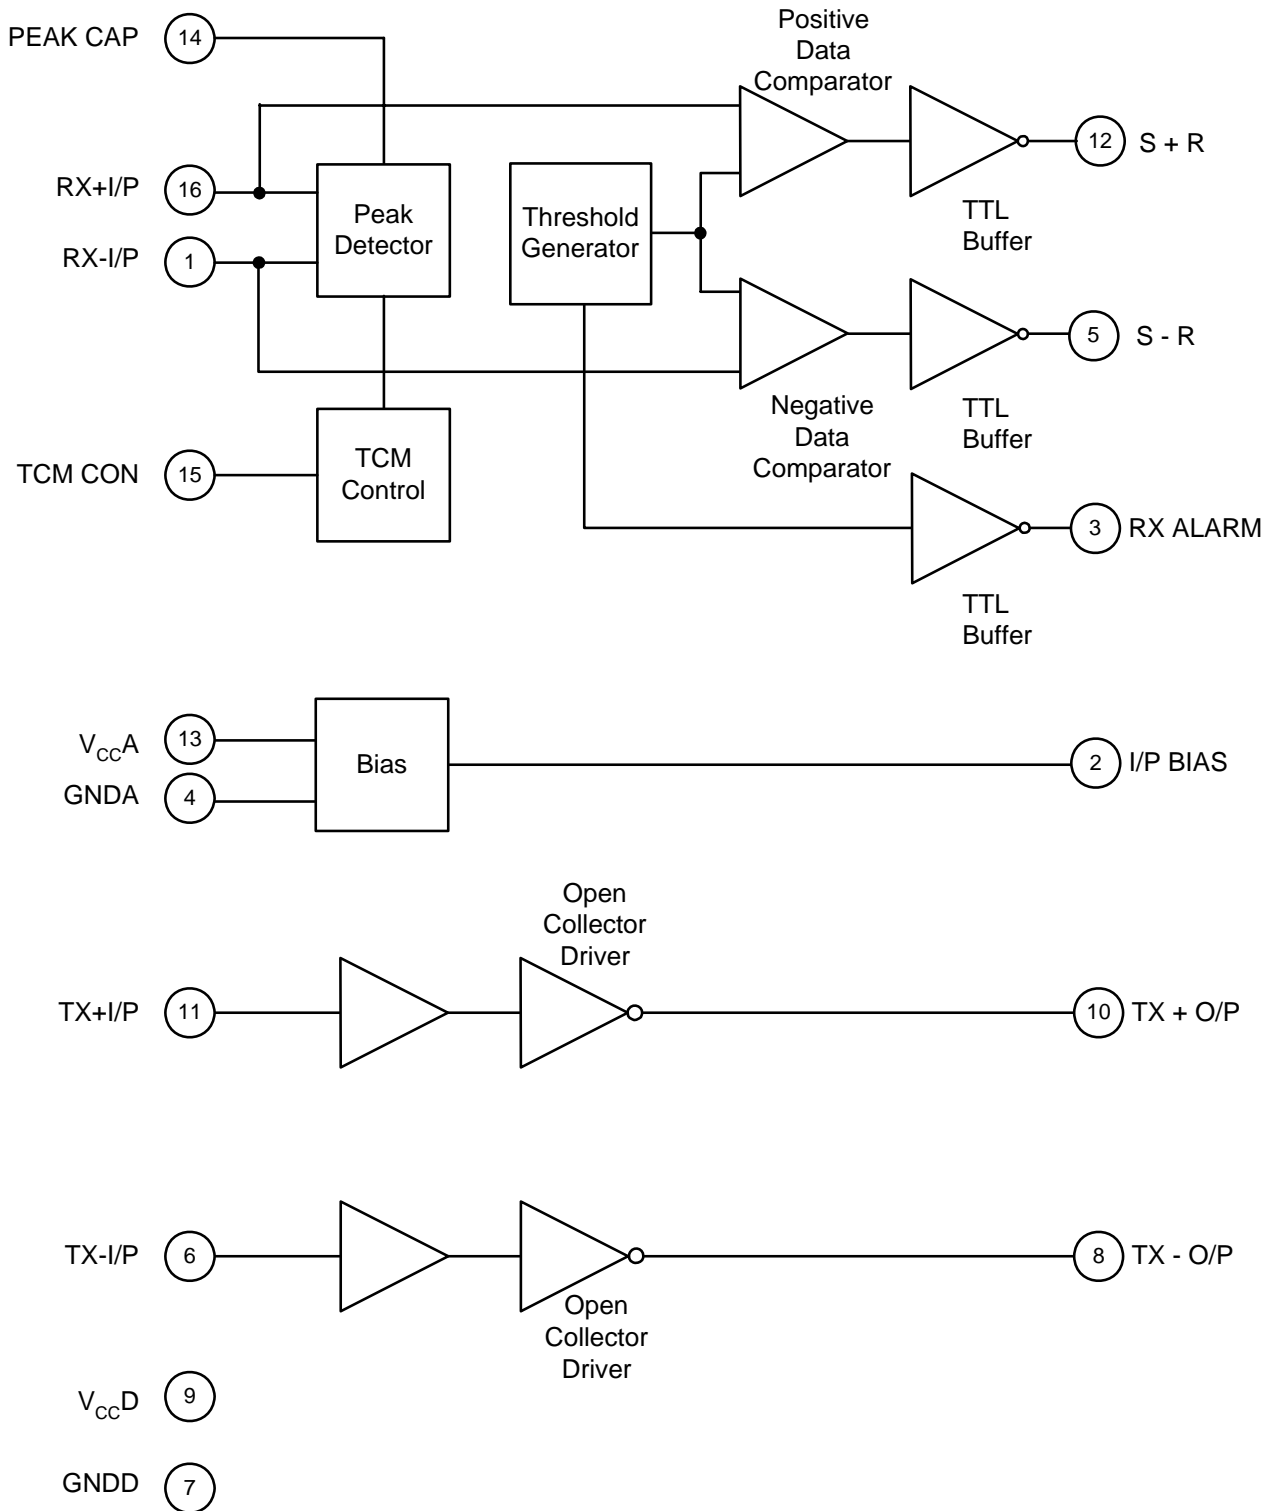 PEAK CAP
14
RX+I/P
16
RX-I/P
1
Peak
Detector
Threshold
Generator
Positive
Data
Comparator
TTL
Buffer
12
S + R
Negative
Data
Comparator
TTL
Buffer
5
S - R
TCM CON
15
TCM
Control
TTL
Buffer
3
RX ALARM
VCCA
13
GNDA
4
Bias
2
I/P BIAS
Open
Collector
Driver
TX+I/P
11
10
TX + O/P
TX-I/P
6
Open
Collector
Driver
8
TX - O/P
VCCD
9
GNDD
7